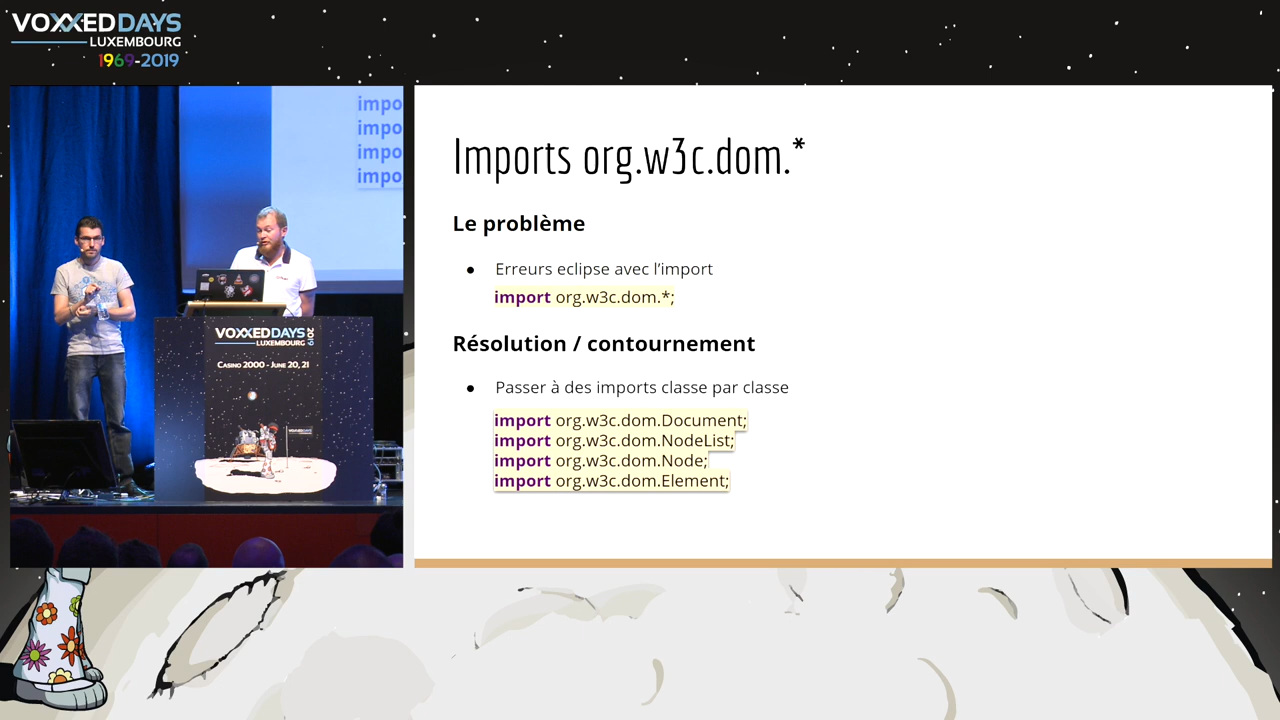 VOXXEDDAYS
LUXEMBOURG
1969-2019
impo
impo
impo
impo
VOXXEDDAYS 2019
LUXEMBOURG
CASINO 2000 - JUNE 20, 21
Imports org.w3c.dom.*
Le problème
● Erreurs eclipse avec l’import
import org.w3c.dom.*;
Résolution / contournement
● Passer à des imports classe par classe
import org.w3c.dom.Document;
import org.w3c.dom.NodeList;
import org.w3c.dom.Node;
import org.w3c.dom.Element;